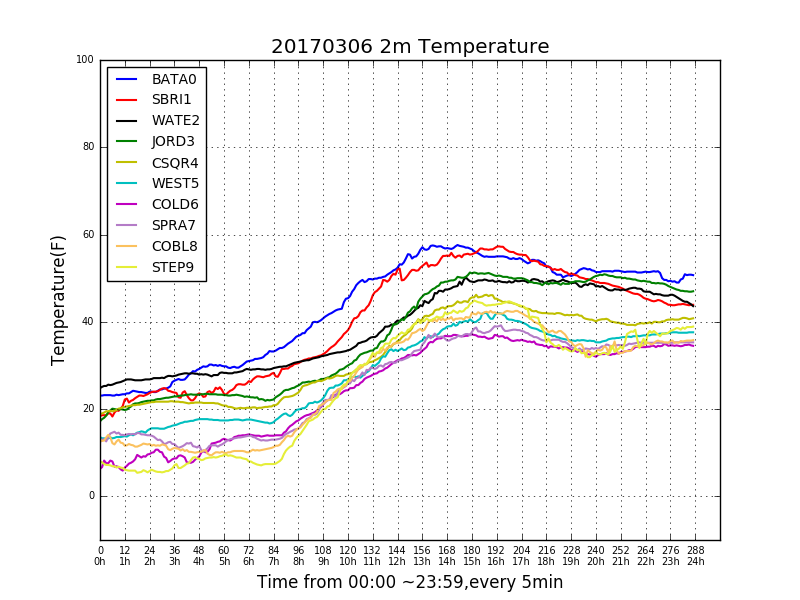 20170306 2m Temperature
100
80
60
40
20
0
Temperature(F)
BATA0
SBRI1
WATE2
JORD3
CSQR4
WEST5
COLD6
SPRA7
COBL8
STEP9
0 12 24 36 48 60 72 84 96 108 120 132 144 156 168 180 192 204 216 228 240 252 264 276 288
0h 1h 2h 3h 4h 5h 6h 7h 8h 9h 10h 11h 12h 13h 14h 15h 16h 17h 18h 19h 20h 21h 22h 23h 24h
Time from 00:00 ~23:59,every 5min